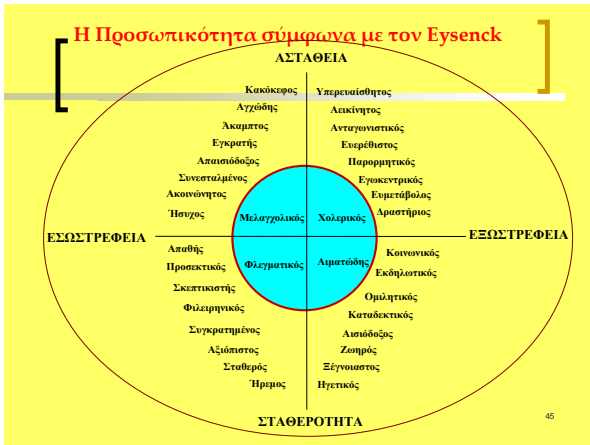 Η Προσωπικότητα σύμφωνα με τον Eysenck
ΑΣΤΑΘΕΙΑ
Κακόκεφος
Αγχώδης
Άκαμπτος
Εγκρατής
Απαισιόδοξος
Συνεσταλμένος
Ακοινώνητος
Ήσυχος
Υπερευαίσθητος
Αεικίνητος
Ανταγωνιστικός
Ευερέθιστος
Παρορμητικός
Εγωκεντρικός
Ευμετάβολος
Δραστήριος
Μελαγχολικός
Χολερικός
ΕΣΩΣΤΡΕΦΕΙΑ
ΕΞΩΣΤΡΕΦΕΙΑ
Φλεγματικός
Αιματώδης
Απαθής
Προσεκτικός
Σκεπτικιστής
Φιλειρηνικός
Συγκρατημένος
Αξιόπιστος
Σταθερός
Ήρεμος
Κοινωνικός
Εκδηλωτικός
Ομιλητικός
Καταδεκτικός
Αισιόδοξος
Ζωηρός
Ξέγνοιαστος
Ηγετικός
ΣΤΑΘΕΡΟΤΗΤΑ
45